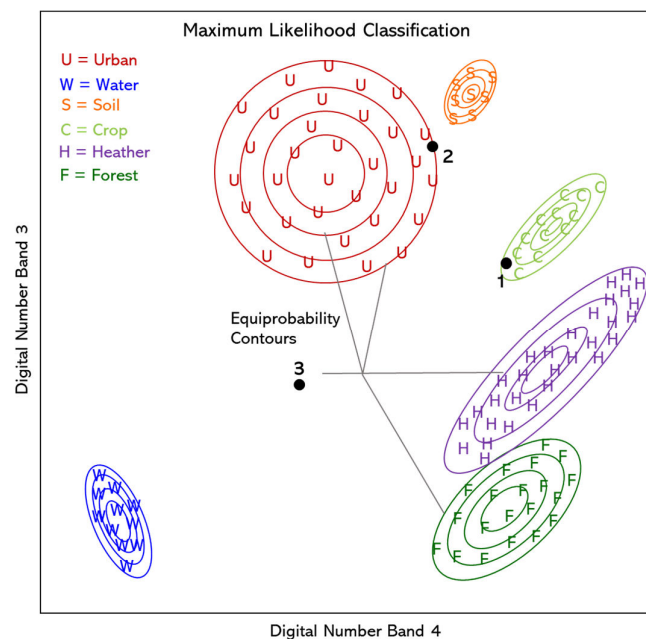 Maximum Likelihood Classification
U = Urban
W = Water
S = Soil
C = Crop
H = Heather
F = Forest
2
1
Equiprobability
Contours
3
Digital Number Band 3
Digital Number Band 4